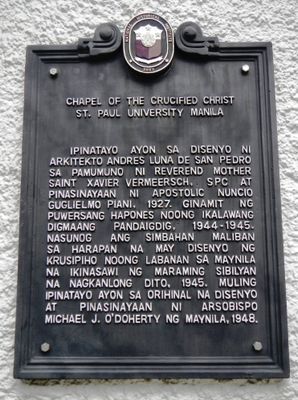 CHAPEL OF THE CRUCIFIED CHRIST
ST. PAUL UNIVERSITY MANILA
IPINATAYO AYON SA DISENYO NI
ARKITEKTO ANDRES LUNA DE SAN PEDRO
SA PAMUMUNO NI REVEREND MOTHER
SAINT XAVIER VERMEERSCH, SPC AT
PINASINAYAAN NI APOSTOLIC NUNCIO
GUGLIELMO PIANI, 1927. GINAMIT NG
PUWERSANG HAPONES NOONG IKALAWANG
DIGMAANG PANDAIGDIG, 1944-1945.
NASUNOG ANG SIMBAHAN MALIBAN
SA HARAPAN NA MAY DISENYO NG
KRUSIPIHO NOONG LABANAN SA MAYNILA
NA IKINASAWI NG MARAMING SIBILYAN
NA NAGKANLONG DITO, 1945. MULING
IPINATAYO AYON SA ORIHINAL NA DISENYO
AT PINASINAYAAN NI ARSOBISPO
MICHAEL J. O'DOHERTY NG MAYNILA, 1948.